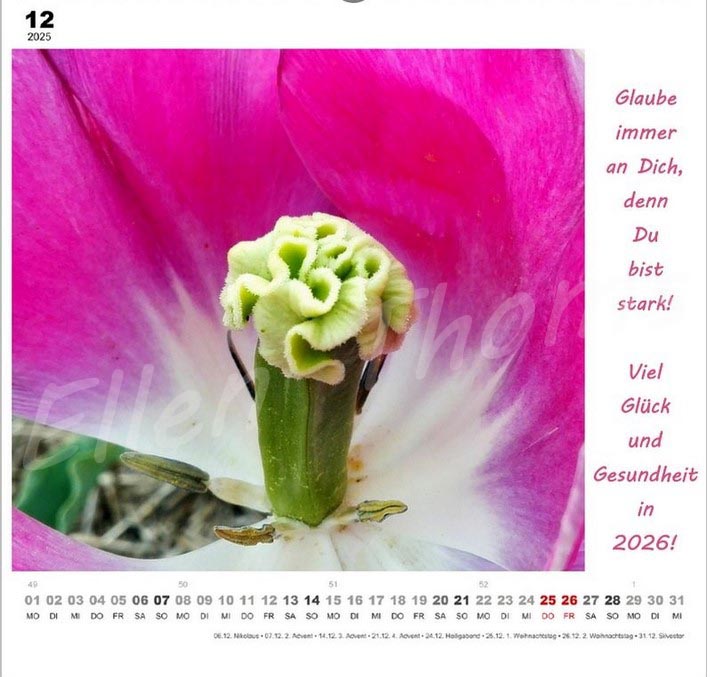 12
2025
Glaube
immer
an Dich,
denn
Du
bist
stark!
Viel
Glück
und
Gesundheit
in
2026!
Ellen Thom
49 50 51 52 1
01 02 03 04 05 06 07 08 09 10 11 12 13 14 15 16 17 18 19 20 21 22 23 24 25 26 27 28 29 30 31
MO DI MI DO FR SA SO MO DI MI DO FR SA SO MO DI MI DO FR SA SO MO DI MI DO FR SA SO MO DI MI
06.12. Nikolaus • 07.12. 2. Advent • 14.12. 3. Advent • 21.12. 4. Advent • 24.12. Heiligabend • 25.12. 1. Weihnachtstag • 26.12. 2. Weihnachtstag • 31.12. Silvester